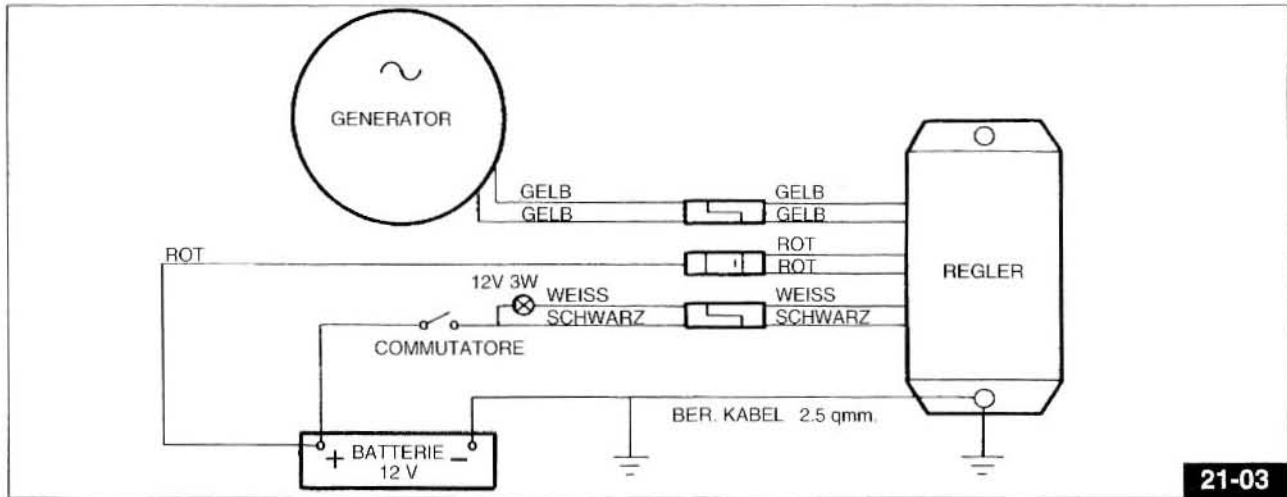 GENERATOR
GELB GELB
GELB GELB
ROT
ROT
ROT
REGLER
12V 3W
WEISS WEISS
SCHWARZ SCHWARZ
COMMUTATORE
BER. KABEL 2.5 qmm.
+ BATTERIE –
12 V
21-03